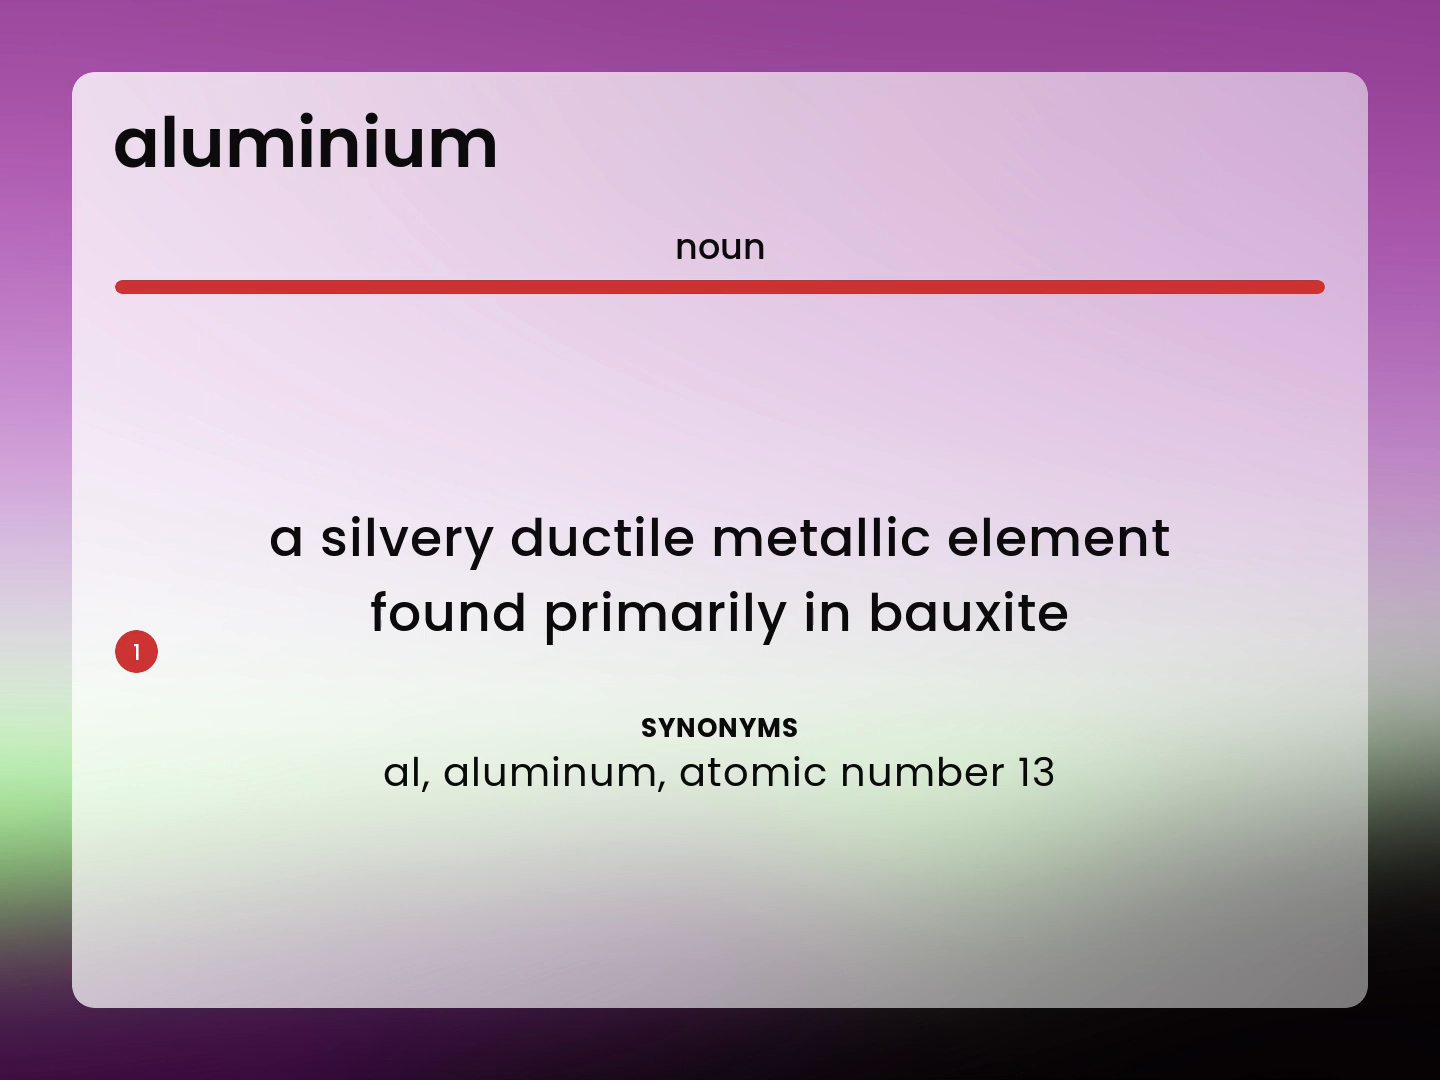 aluminium
noun
a silvery ductile metallic element
found primarily in bauxite
1
SYNONYMS
al, aluminum, atomic number 13